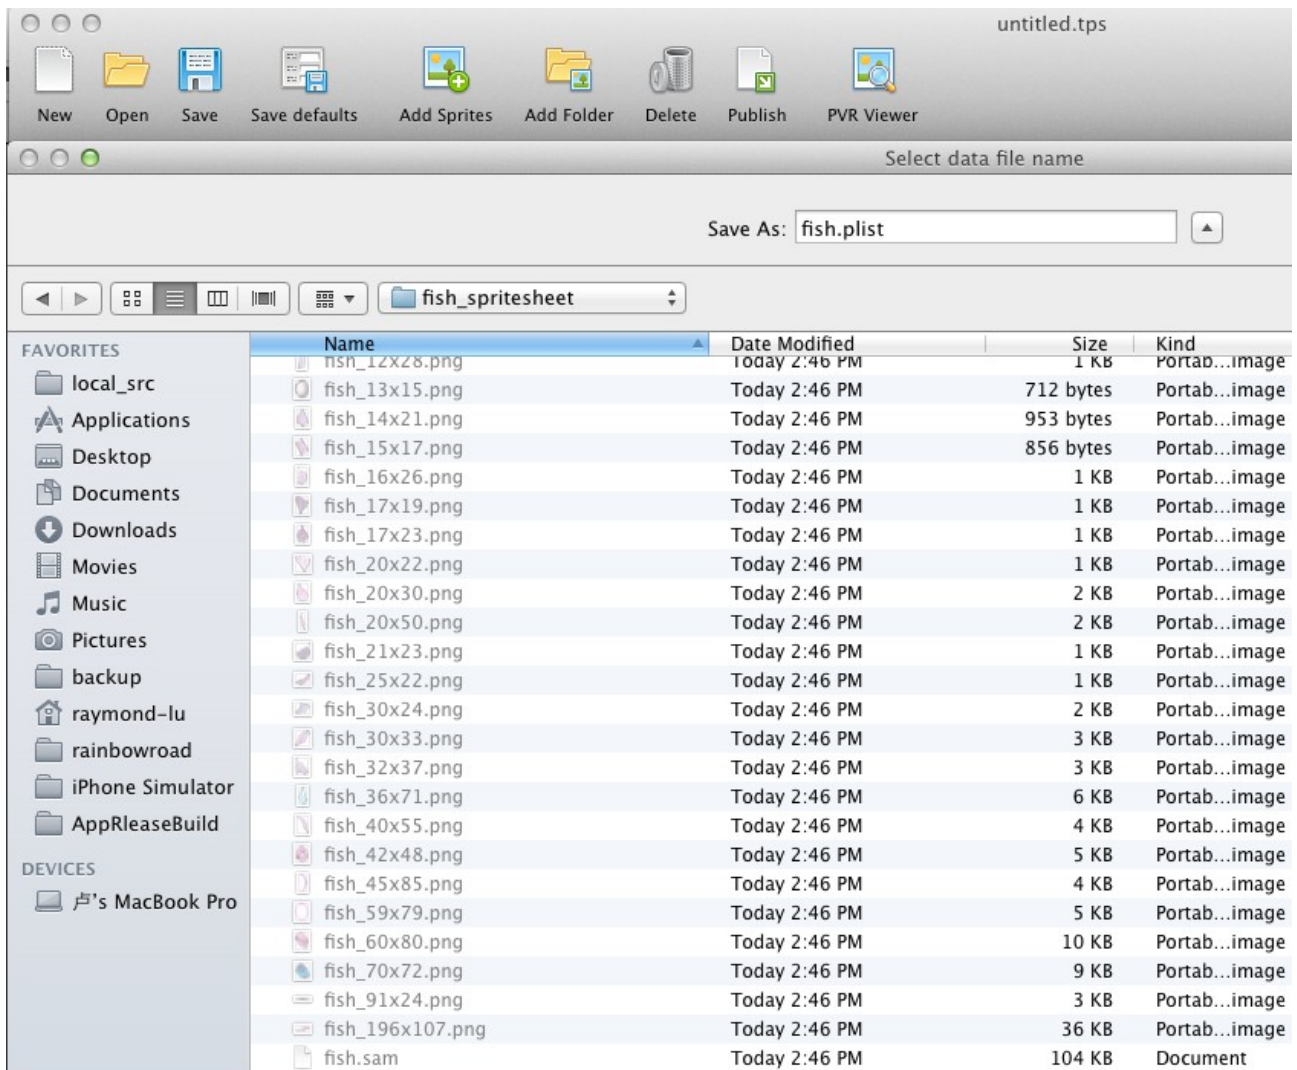 untitled.tps
New Open Save Save defaults Add Sprites Add Folder Delete Publish PVR Viewer
Select data file name
Save As: fish.plist
fish_spritesheet
FAVORITES
local_src
Applications
Desktop
Documents
Downloads
Movies
Music
Pictures
backup
raymond-lu
rainbowroad
iPhone Simulator
AppRleaseBuild
DEVICES
卢's MacBook Pro
Name Date Modified Size Kind
fish_12x28.png Today 2:46 PM 1 KB Portab...image
fish_13x15.png Today 2:46 PM 712 bytes Portab...image
fish_14x21.png Today 2:46 PM 953 bytes Portab...image
fish_15x17.png Today 2:46 PM 856 bytes Portab...image
fish_16x26.png Today 2:46 PM 1 KB Portab...image
fish_17x19.png Today 2:46 PM 1 KB Portab...image
fish_17x23.png Today 2:46 PM 1 KB Portab...image
fish_20x22.png Today 2:46 PM 1 KB Portab...image
fish_20x30.png Today 2:46 PM 2 KB Portab...image
fish_20x50.png Today 2:46 PM 2 KB Portab...image
fish_21x23.png Today 2:46 PM 1 KB Portab...image
fish_25x22.png Today 2:46 PM 1 KB Portab...image
fish_30x24.png Today 2:46 PM 2 KB Portab...image
fish_30x33.png Today 2:46 PM 3 KB Portab...image
fish_32x37.png Today 2:46 PM 3 KB Portab...image
fish_36x71.png Today 2:46 PM 6 KB Portab...image
fish_40x55.png Today 2:46 PM 4 KB Portab...image
fish_42x48.png Today 2:46 PM 5 KB Portab...image
fish_45x85.png Today 2:46 PM 4 KB Portab...image
fish_59x79.png Today 2:46 PM 5 KB Portab...image
fish_60x80.png Today 2:46 PM 10 KB Portab...image
fish_70x72.png Today 2:46 PM 9 KB Portab...image
fish_91x24.png Today 2:46 PM 3 KB Portab...image
fish_196x107.png Today 2:46 PM 36 KB Portab...image
fish.sam Today 2:46 PM 104 KB Document